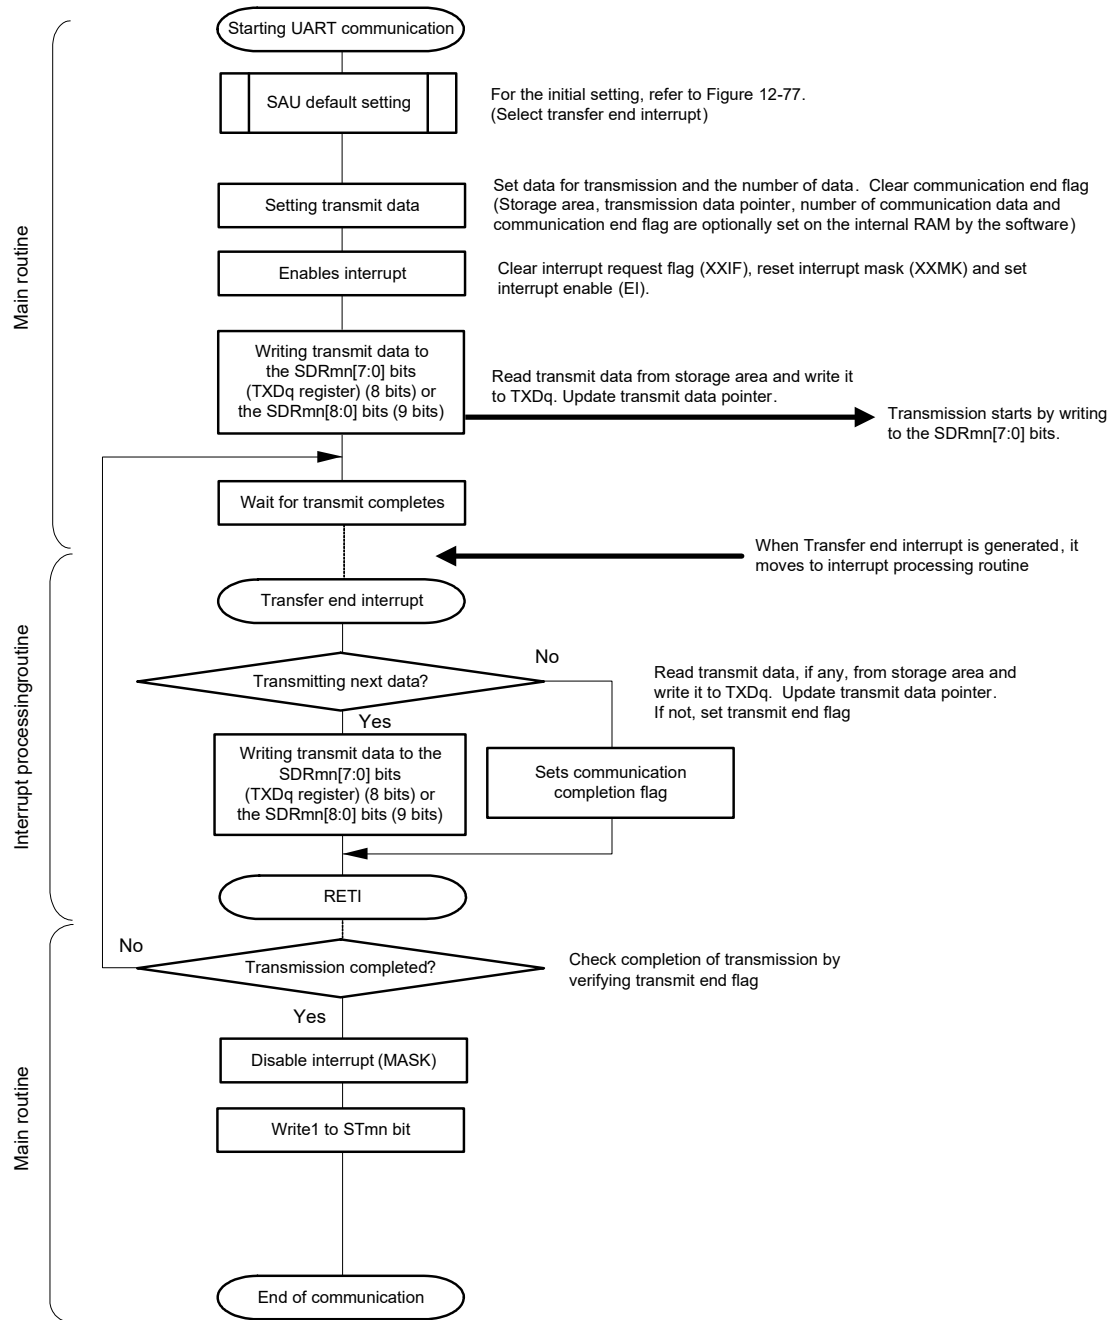 Starting UART communication
SAU default setting
For the initial setting, refer to Figure 12-77.
(Select transfer end interrupt)
Setting transmit data
Set data for transmission and the number of data.  Clear communication end flag
(Storage area, transmission data pointer, number of communication data and
communication end flag are optionally set on the internal RAM by the software)
Enables interrupt
Clear interrupt request flag (XXIF), reset interrupt mask (XXMK) and set
interrupt enable (EI).
Main routine
Writing transmit data to
the SDRmn[7:0] bits
(TXDq register) (8 bits) or
the SDRmn[8:0] bits (9 bits)
Read transmit data from storage area and write it
to TXDq. Update transmit data pointer.
Transmission starts by writing
to the SDRmn[7:0] bits.
Wait for transmit completes
When Transfer end interrupt is generated, it
moves to interrupt processing routine
Transfer end interrupt
Transmitting next data?
No
Yes
Read transmit data, if any, from storage area and
write it to TXDq.  Update transmit data pointer.
If not, set transmit end flag
Interrupt processingroutine
Writing transmit data to the
SDRmn[7:0] bits
(TXDq register) (8 bits) or
the SDRmn[8:0] bits (9 bits)
Sets communication
completion flag
RETI
No
Transmission completed?
Check completion of transmission by
verifying transmit end flag
Yes
Disable interrupt (MASK)
Main routine
Write1 to STmn bit
End of communication